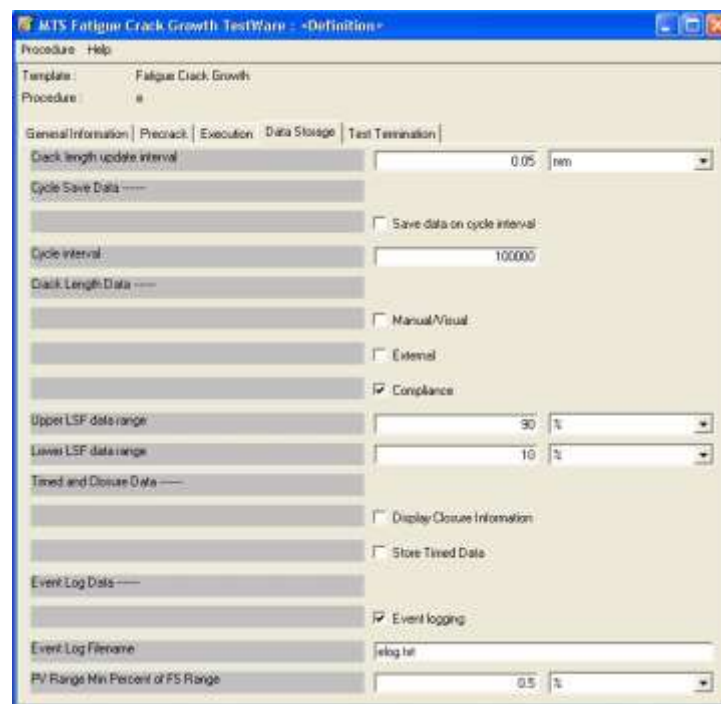 MTS Fatigue Crack Growth TestWare : <Definition>
Procedure Help
Template : Fatigue Crack Growth
Procedure : e
General Information Precrack Execution Data Storage Test Termination
Crack length update interval 0.05 mm
Cycle Save Data -----
Save data on cycle interval
Cycle interval 100000
Crack Length Data -----
Manual/Visual
External
Compliance
Upper LSF data range 90 %
Lower LSF data range 10 %
Timed and Closure Data -----
Display Closure Information
Store Timed Data
Event Log Data -----
Event logging
Event Log Filename elog.txt
PV Range Min Percent of FS Range 0.5 %